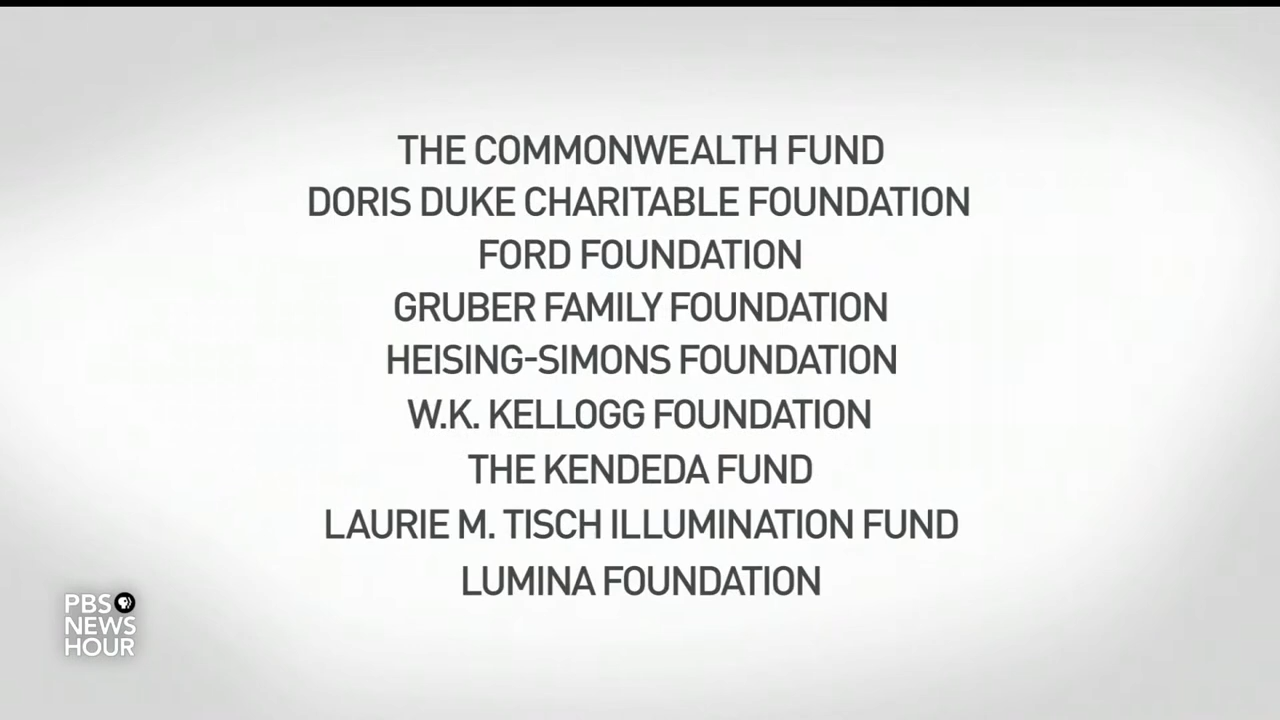 THE COMMONWEALTH FUND
DORIS DUKE CHARITABLE FOUNDATION
FORD FOUNDATION
GRUBER FAMILY FOUNDATION
HEISING-SIMONS FOUNDATION
W.K. KELLOGG FOUNDATION
THE KENDEDA FUND
LAURIE M. TISCH ILLUMINATION FUND
LUMINA FOUNDATION
PBS
NEWS
HOUR